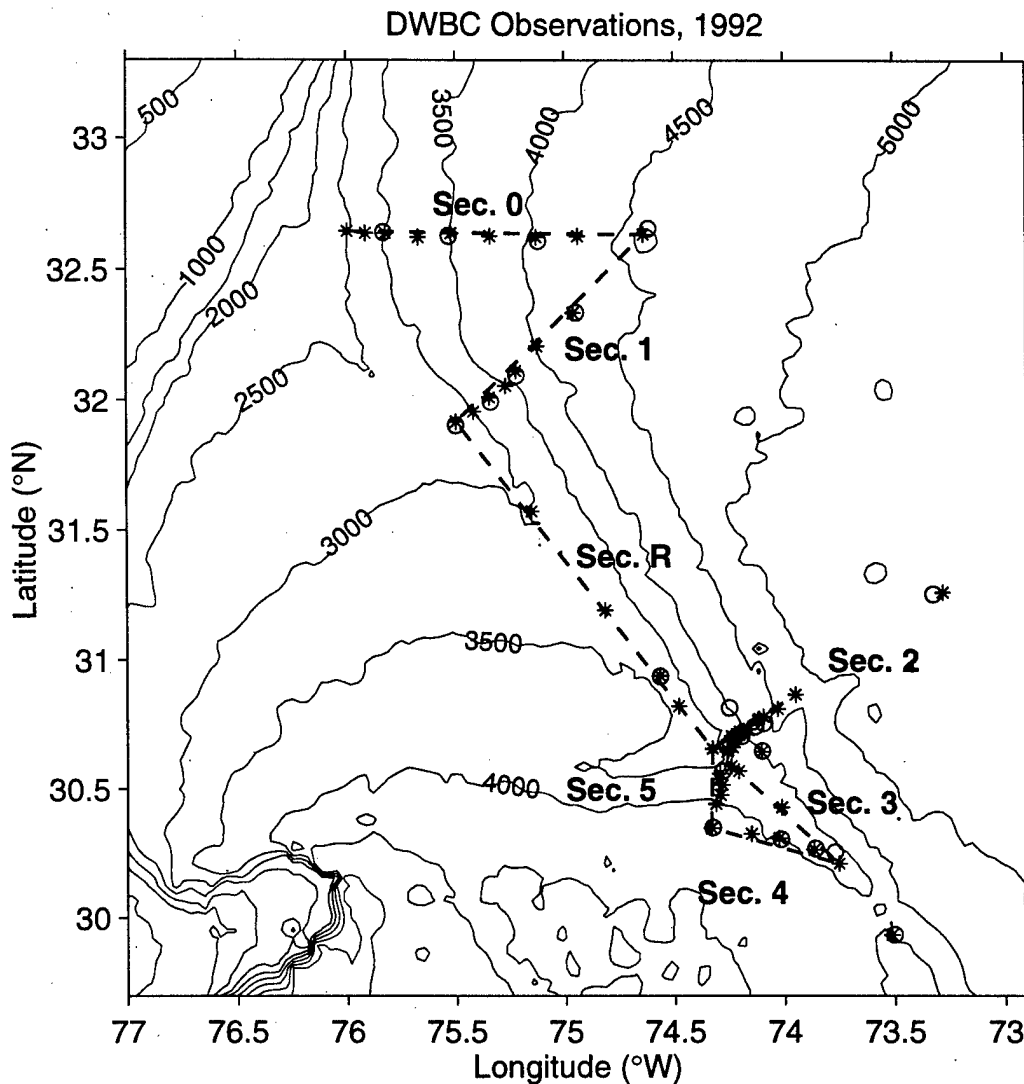 DWBC Observations, 1992
500
3500
4000
4500
5000
33
Sec. 0
32.5
1000
2000
Sec. 1
2500
32
31.5
3000
Sec. R
31
3500
Sec. 2
30.5
4000
Sec. 5
Sec. 3
30
Sec. 4
77
76.5
76
75.5
75
74.5
74
73.5
73
Latitude (°N)
Longitude (°W)